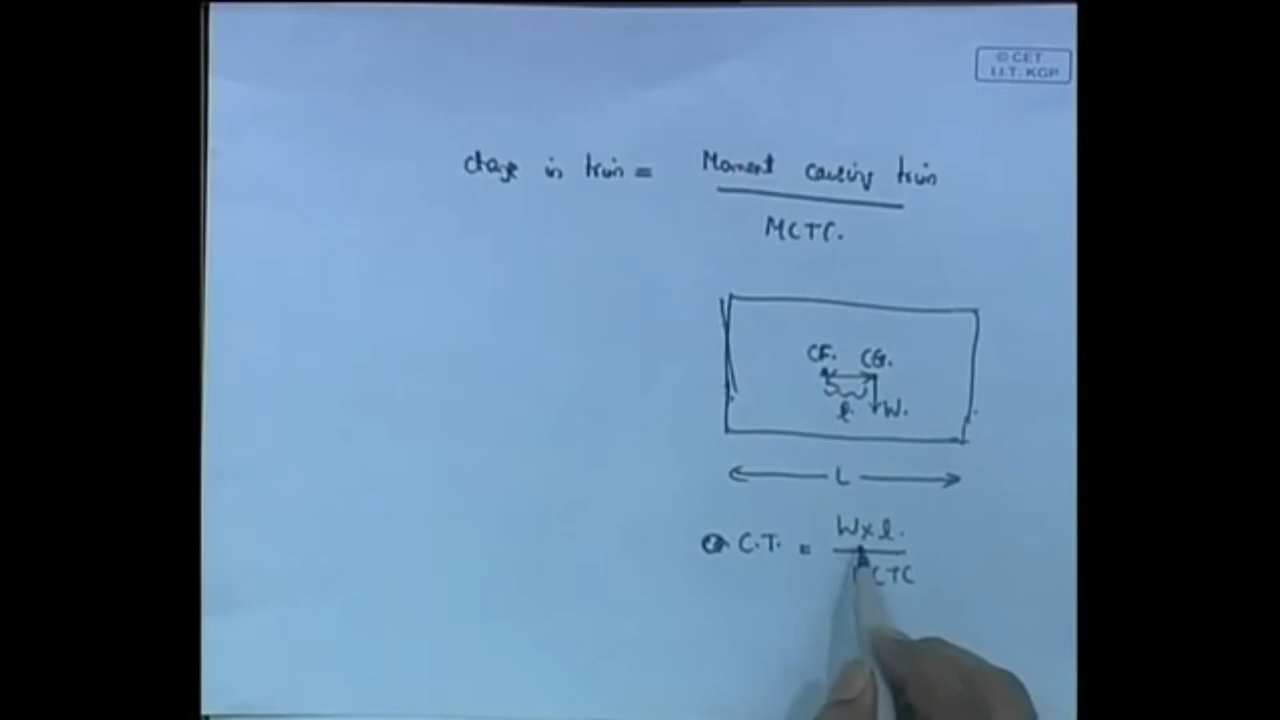 © CET
I.I.T. KGP
change in trim = Moment causing trim
MCTC.
CF. CG.
l W.
L
C.T. = W x l.
MCTC